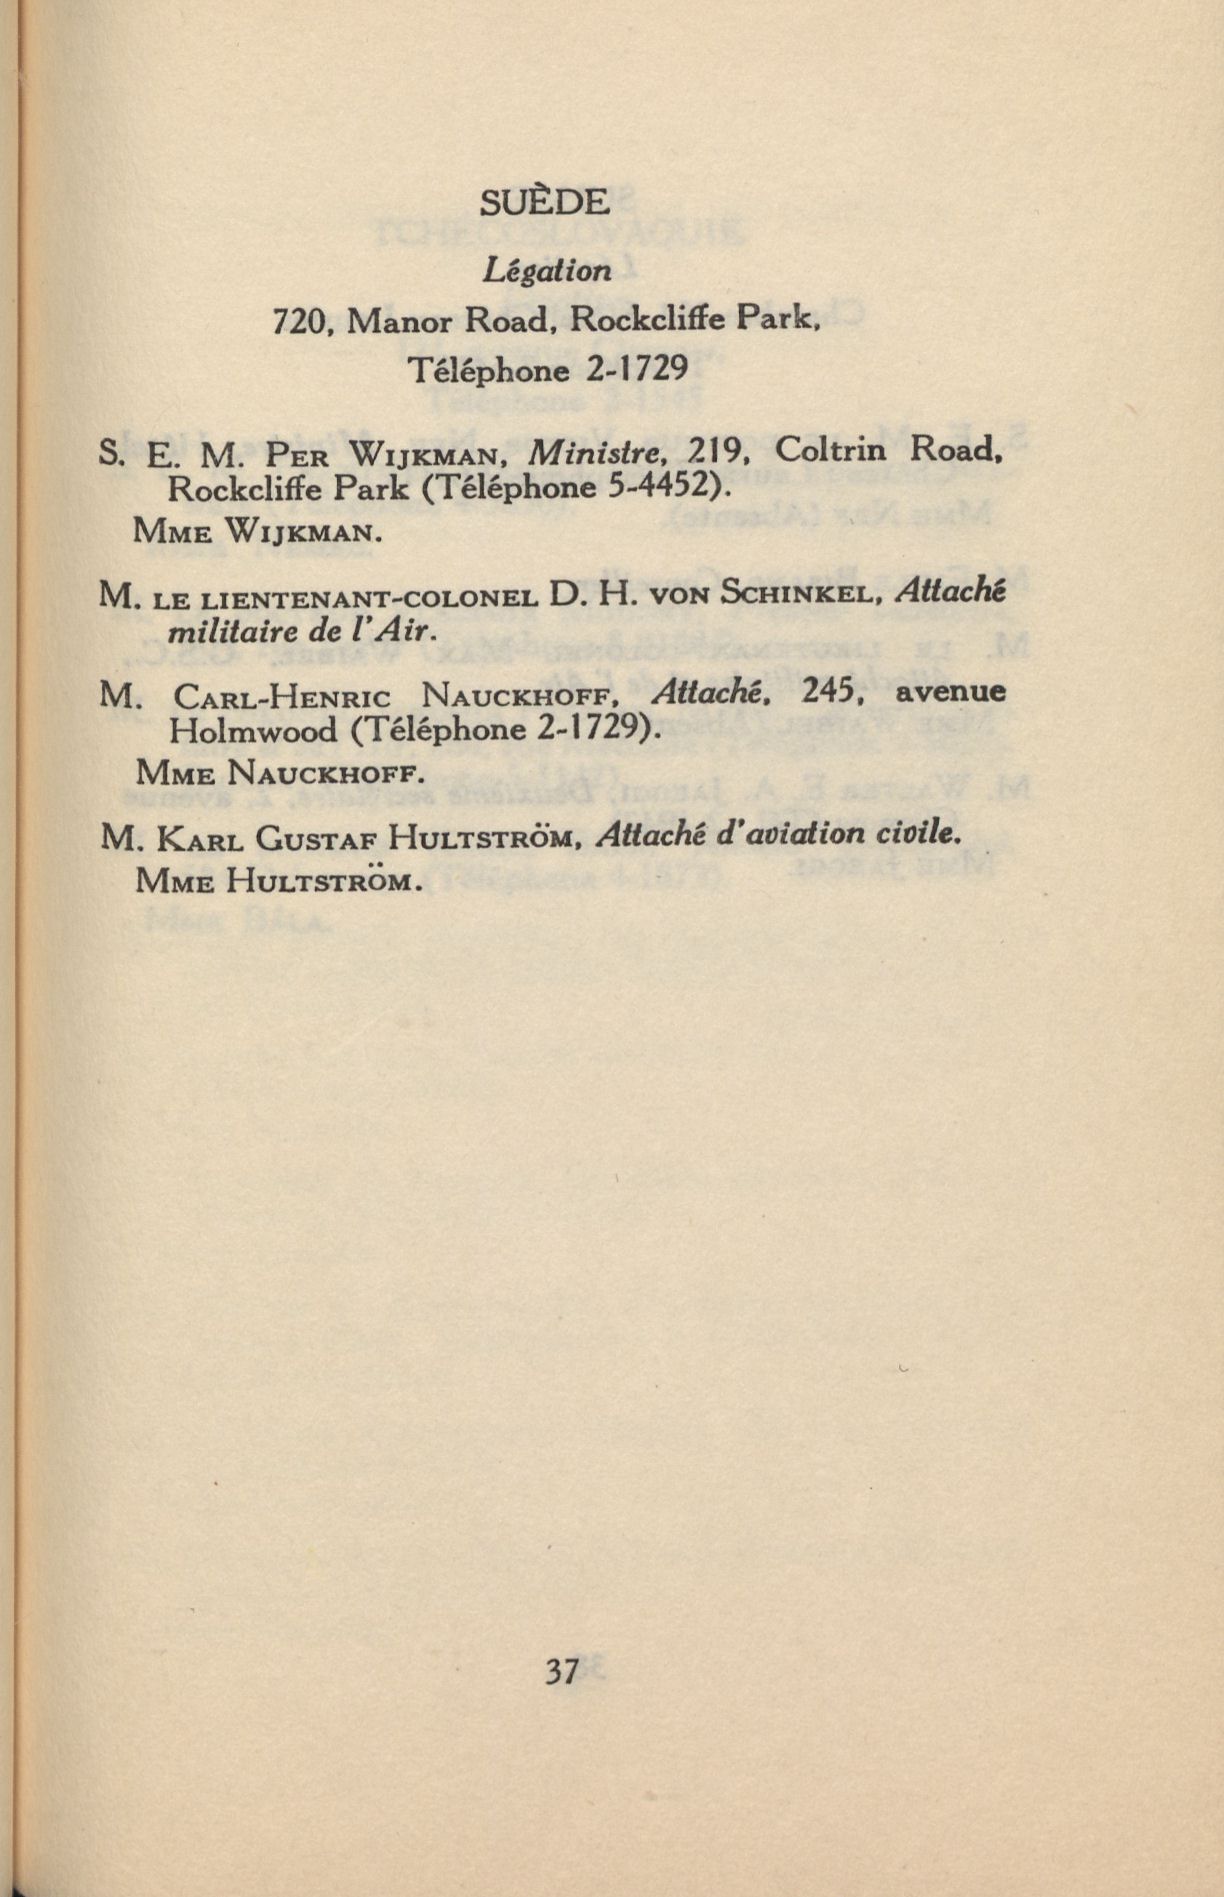 SUÈDE
Légation
720, Manor Road, Rockcliffe Park,
Téléphone 2-1729
S. E. M. PER WIJKMAN, Ministre, 219, Coltrin Road,
Rockcliffe Park (Téléphone 5-4452).
MME WIJKMAN.
M. LE LIENTENANT-COLONEL D. H. VON SCHINKEL, Attaché
militaire de l'Air.
M. CARL-HENRIC NAUCKHOFF, Attaché, 245, avenue
Holmwood (Téléphone 2-1729).
MME NAUCKHOFF.
M. KARL GUSTAF HULTSTRÖM, Attaché d'aviation civile.
MME HULTSTRÖM.
37